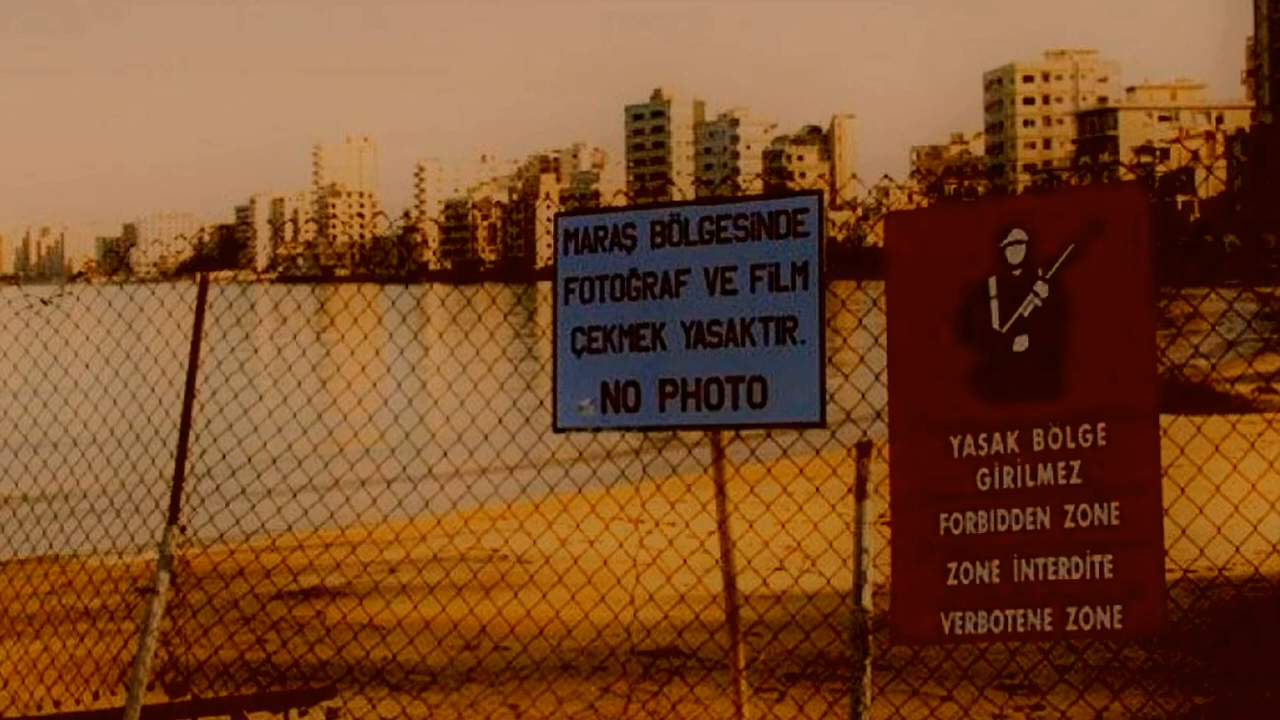 MARAŞ BÖLGESİNDE
FOTOĞRAF VE FİLM
ÇEKMEK YASAKTIR.
NO PHOTO
YASAK BÖLGE
GİRİLMEZ
FORBIDDEN ZONE
ZONE İNTERDİTE
VERBOTENE ZONE